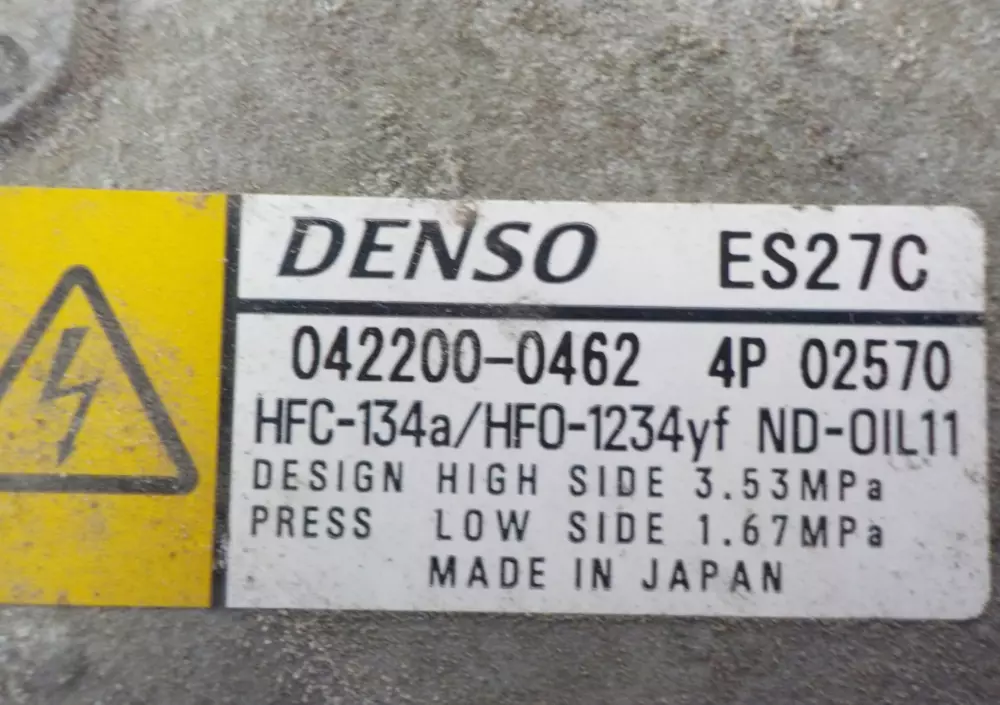 DENSO ES27C
042200-0462 4P 02570
HFC-134a/HFO-1234yf ND-OIL11
DESIGN HIGH SIDE 3.53MPa
PRESS LOW SIDE 1.67MPa
MADE IN JAPAN